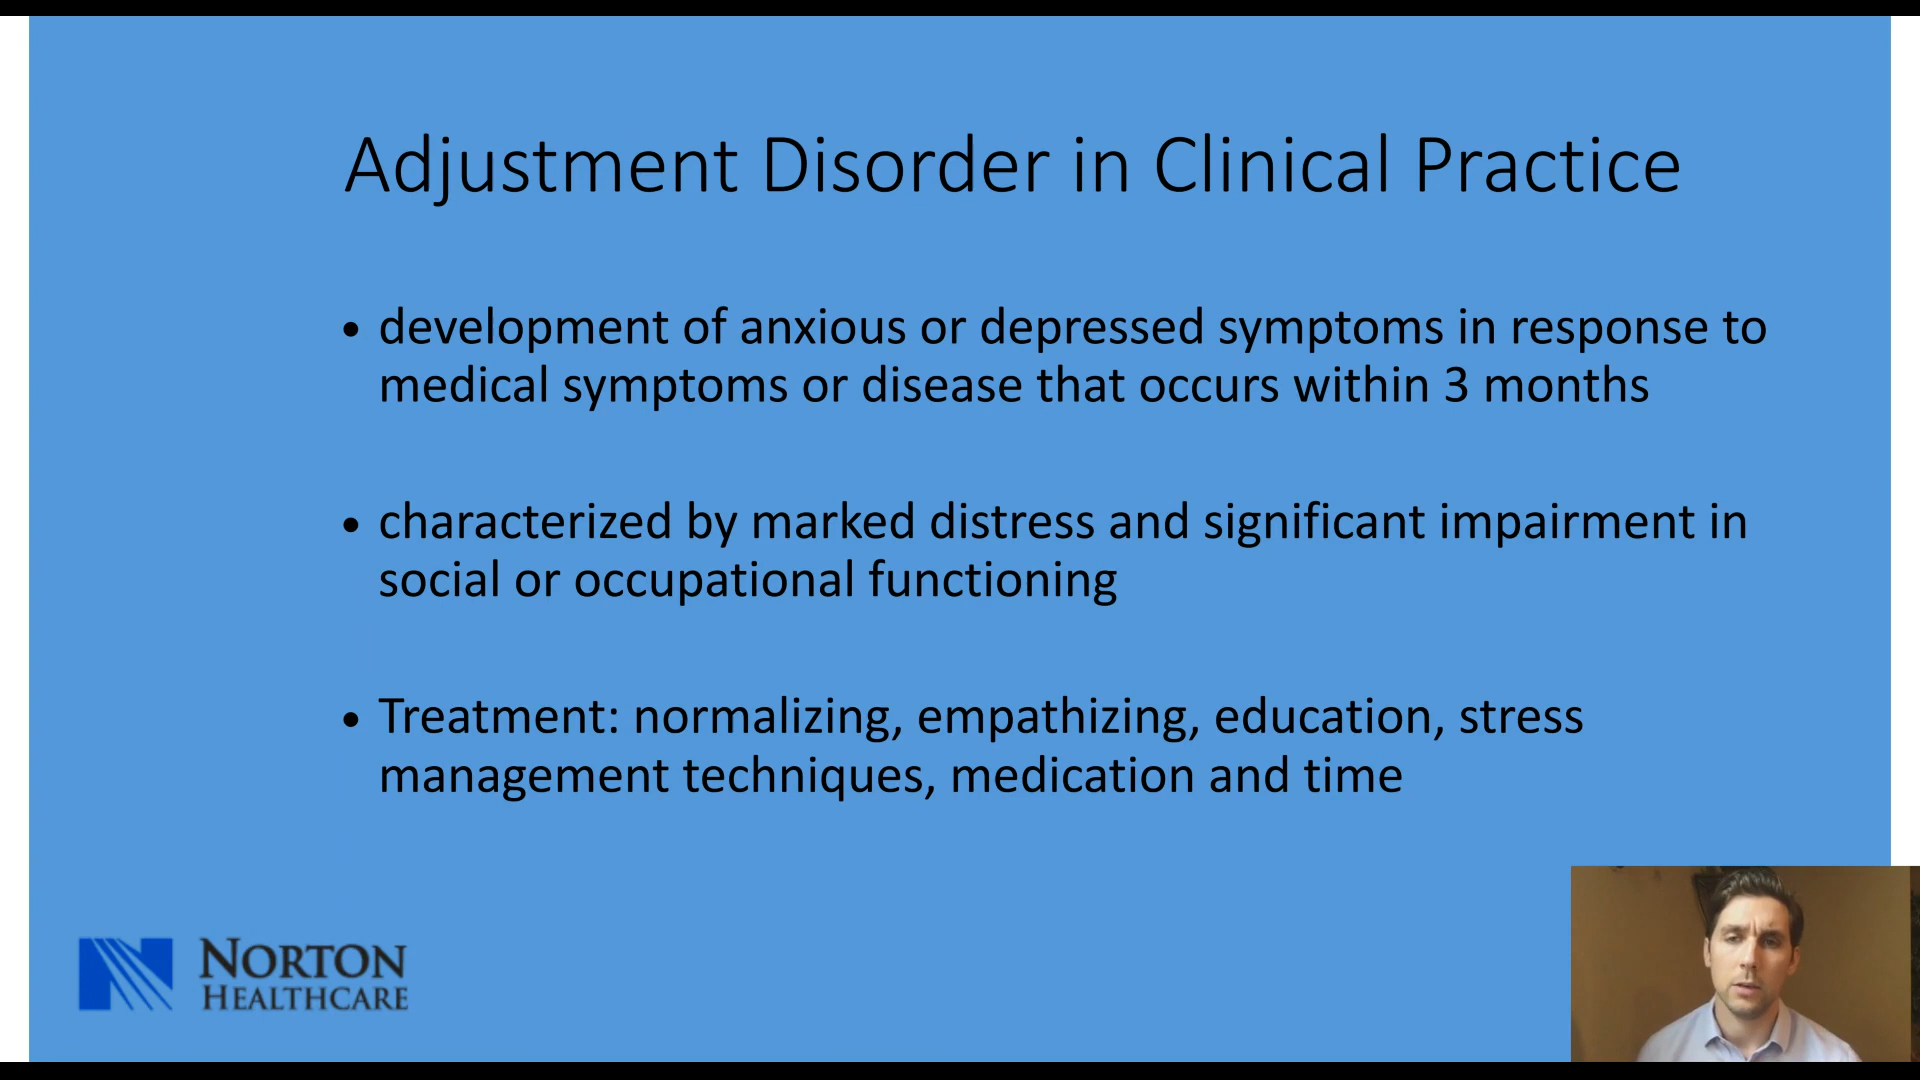 Adjustment Disorder in Clinical Practice
• development of anxious or depressed symptoms in response to
medical symptoms or disease that occurs within 3 months
• characterized by marked distress and significant impairment in
social or occupational functioning
• Treatment: normalizing, empathizing, education, stress
management techniques, medication and time
NORTON
HEALTHCARE